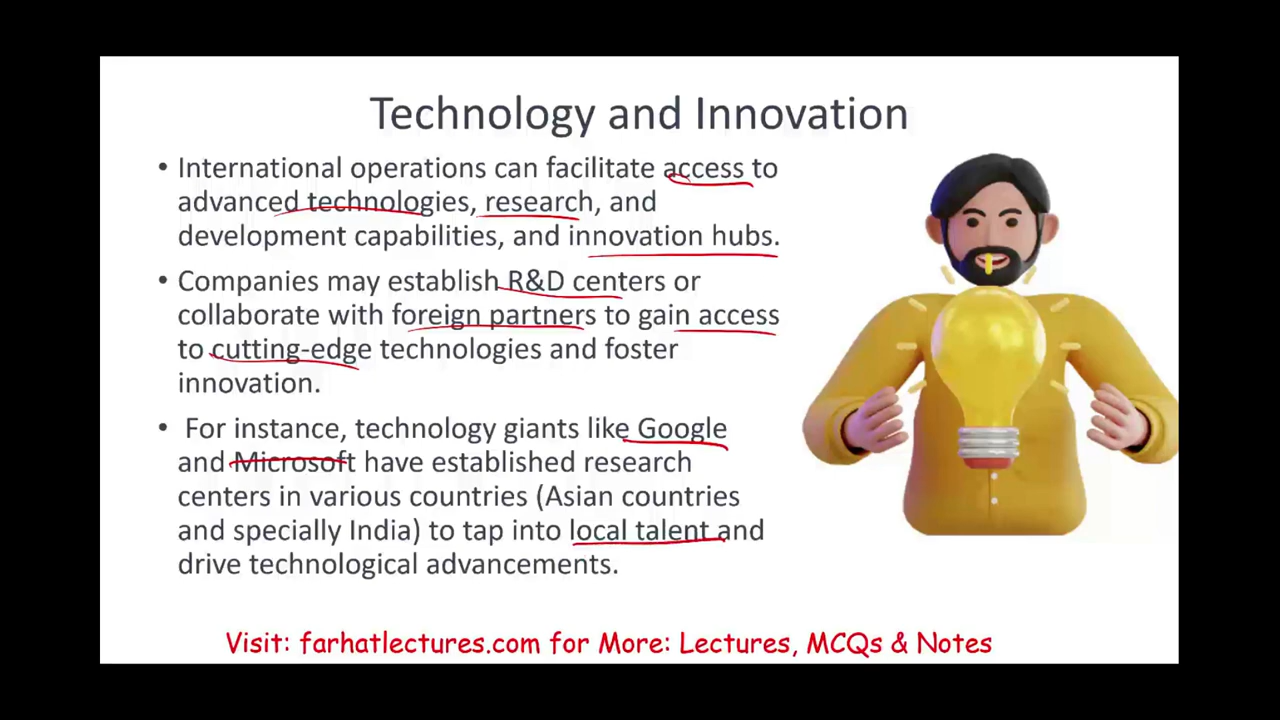 Technology and Innovation
• International operations can facilitate access to
advanced technologies, research, and
development capabilities, and innovation hubs.
• Companies may establish R&D centers or
collaborate with foreign partners to gain access
to cutting-edge technologies and foster
innovation.
• For instance, technology giants like Google
and Microsoft have established research
centers in various countries (Asian countries
and specially India) to tap into local talent and
drive technological advancements.
Visit: farhatlectures.com for More: Lectures, MCQs & Notes